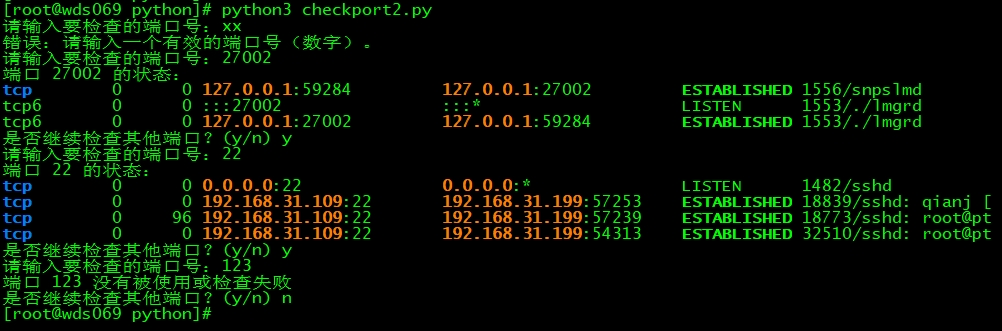 [root@wds069 python]# python3 checkport2.py
请输入要检查的端口号：xx
错误：请输入一个有效的端口号（数字）。
请输入要检查的端口号：27002
端口 27002 的状态：
tcp        0      0 127.0.0.1:59284         127.0.0.1:27002         ESTABLISHED 1556/snpslmd
tcp6       0      0 :::27002                :::*                    LISTEN      1553/./lmgrd
tcp6       0      0 127.0.0.1:27002         127.0.0.1:59284         ESTABLISHED 1553/./lmgrd
是否继续检查其他端口？(y/n) y
请输入要检查的端口号：22
端口 22 的状态：
tcp        0      0 0.0.0.0:22              0.0.0.0:*               LISTEN      1482/sshd
tcp        0      0 192.168.31.109:22       192.168.31.199:57253    ESTABLISHED 18839/sshd: qianj [
tcp        0     96 192.168.31.109:22       192.168.31.199:57239    ESTABLISHED 18773/sshd: root@pt
tcp        0      0 192.168.31.109:22       192.168.31.199:54313    ESTABLISHED 32510/sshd: root@pt
是否继续检查其他端口？(y/n) y
请输入要检查的端口号：123
端口 123 没有被使用或检查失败
是否继续检查其他端口？(y/n) n
[root@wds069 python]#